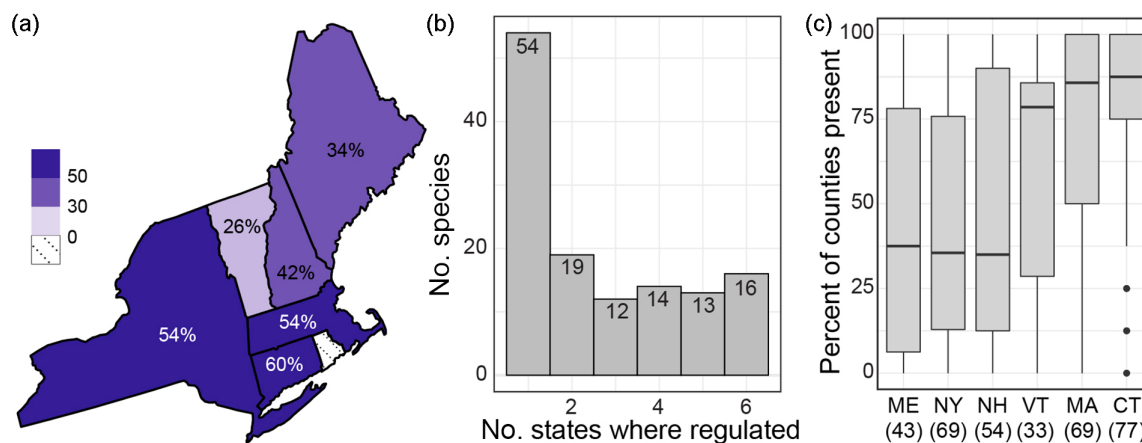 (a)
50
30
0
34%
26%
42%
54%
54%
60%
(b)
No. species
40
20
0
54
19
12
14
13
16
2 4 6
No. states where regulated
(c)
Percent of counties present
100
75
50
25
0
ME NY NH VT MA CT
(43) (69) (54) (33) (69) (77)